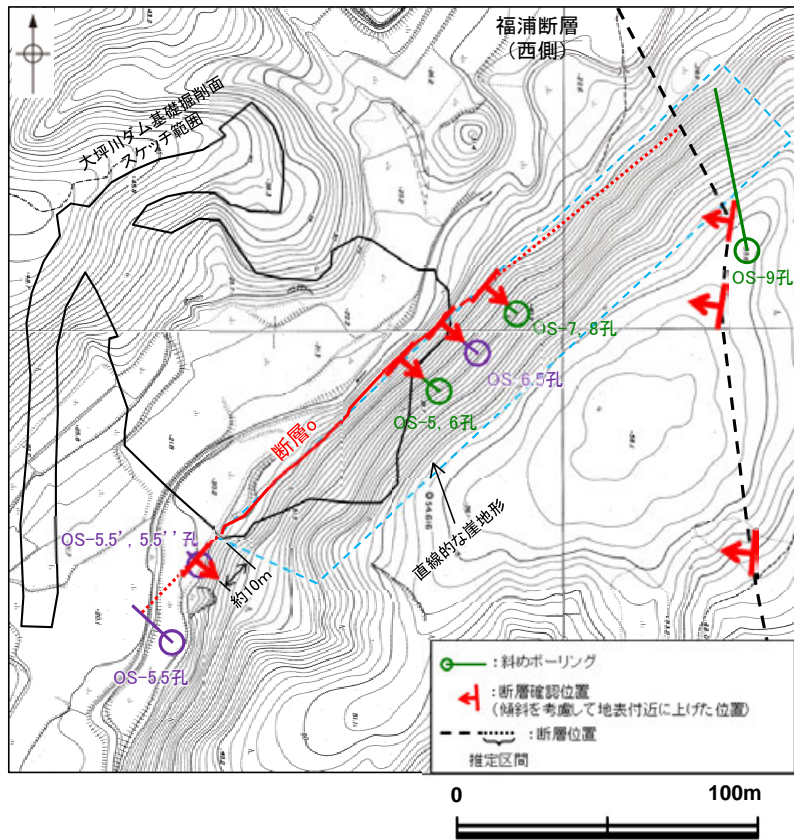 福浦断層
(西側)
大坪川ダム基礎掘削面
スケッチ範囲
OS-9孔
OS-7, 8孔
OS-6.5孔
OS-5, 6孔
断層o
54.616
直線的な崖地形
OS-5.5', 5.5''孔
約10m
OS-5.5孔
:斜めボーリング
:断層確認位置
(傾斜を考慮して地表付近に上げた位置)
:断層位置
推定区間
0 100m